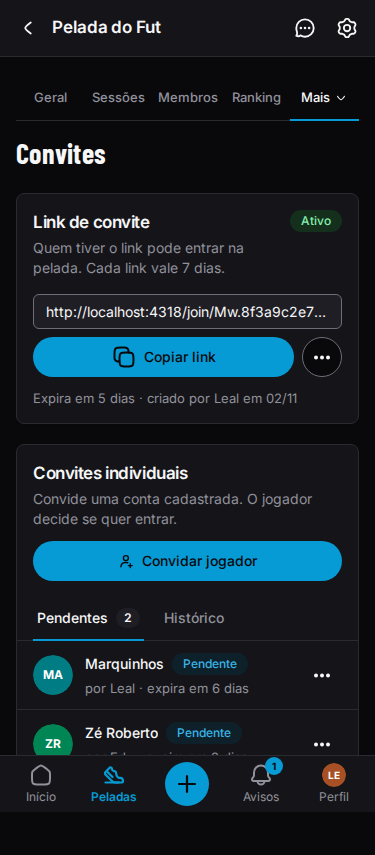 Pelada do Fut
Geral Sessões Membros Ranking Mais
Convites
Link de convite Ativo
Quem tiver o link pode entrar na
pelada. Cada link vale 7 dias.
http://localhost:4318/join/Mw.8f3a9c2e7...
Copiar link
Expira em 5 dias · criado por Leal em 02/11
Convites individuais
Convide uma conta cadastrada. O jogador
decide se quer entrar.
Convidar jogador
Pendentes 2 Histórico
MA Marquinhos Pendente
por Leal · expira em 6 dias
ZR Zé Roberto Pendente
1
LE
Início Peladas Avisos Perfil